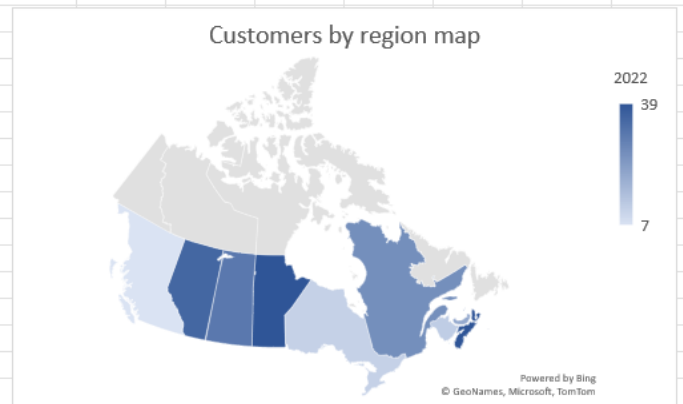 Customers by region map
2022
39
7
Powered by Bing
© GeoNames, Microsoft, TomTom